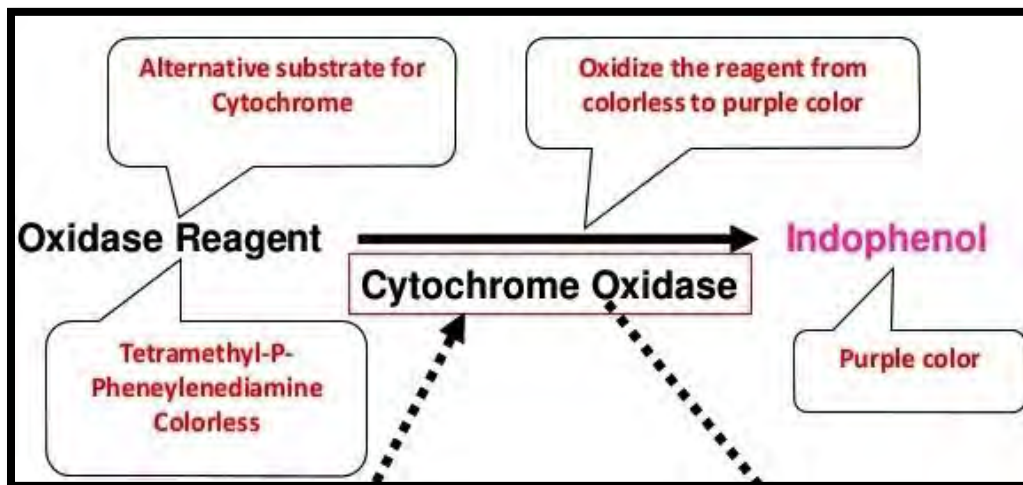 Alternative substrate for
Cytochrome
Oxidize the reagent from
colorless to purple color
Oxidase Reagent
Indophenol
Cytochrome Oxidase
Tetramethyl-P-
Pheneylenediamine
Colorless
Purple color